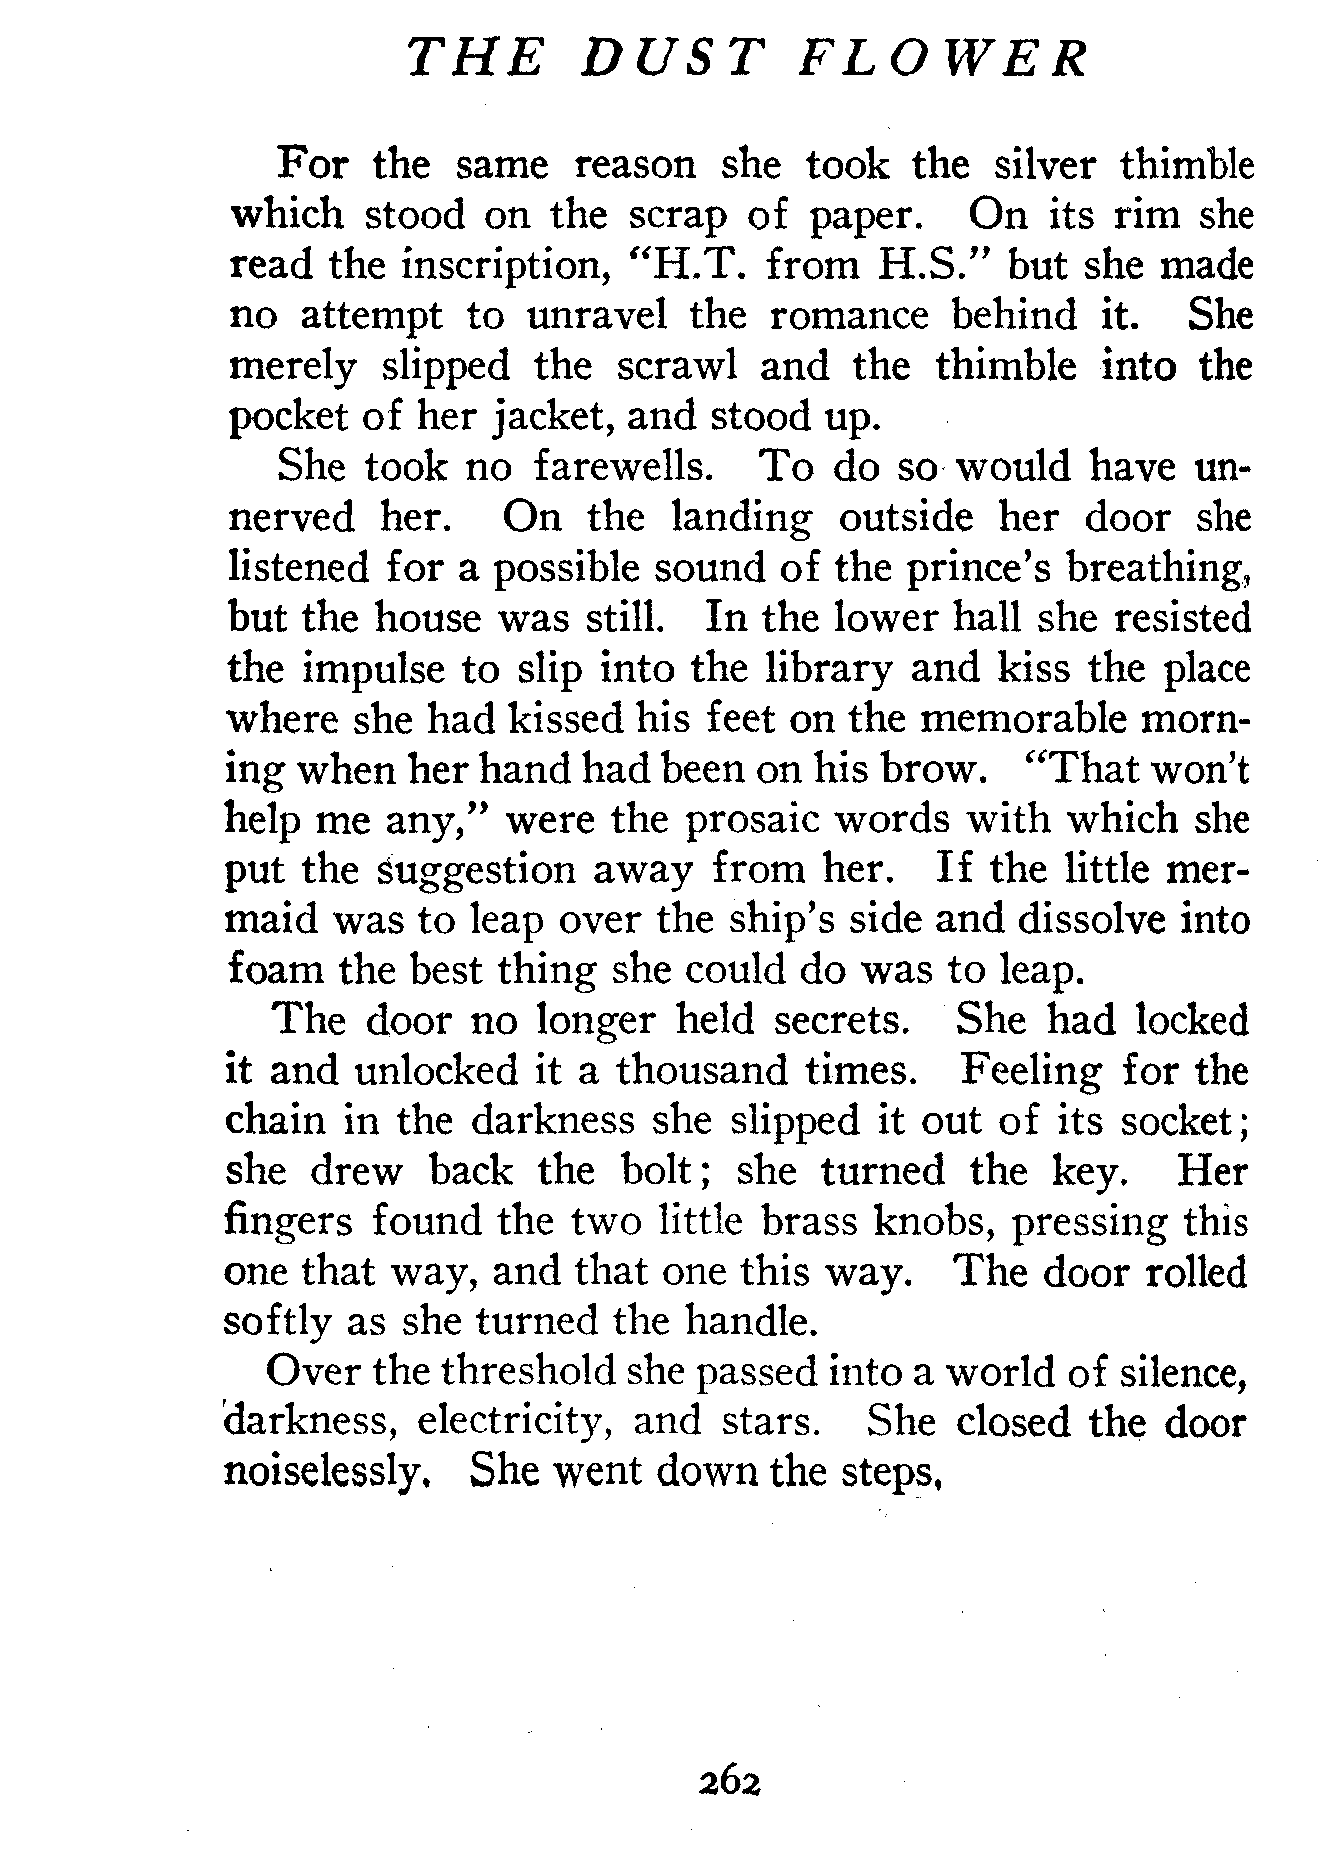 THE DUST FLOWER
For the same reason she took the silver thimble
which stood on the scrap of paper. On its rim she
read the inscription, “H.T. from H.S.” but she made
no attempt to unravel the romance behind it. She
merely slipped the scrawl and the thimble into the
pocket of her jacket, and stood up.
She took no farewells. To do so would have un-
nerved her. On the landing outside her door she
listened for a possible sound of the prince's breathing,
but the house was still. In the lower hall she resisted
the impulse to slip into the library and kiss the place
where she had kissed his feet on the memorable morn-
ing when her hand had been on his brow. “That won't
help me any,” were the prosaic words with which she
put the suggestion away from her. If the little mer-
maid was to leap over the ship's side and dissolve into
foam the best thing she could do was to leap.
The door no longer held secrets. She had locked
it and unlocked it a thousand times. Feeling for the
chain in the darkness she slipped it out of its socket;
she drew back the bolt; she turned the key. Her
fingers found the two little brass knobs, pressing this
one that way, and that one this way. The door rolled
softly as she turned the handle.
Over the threshold she passed into a world of silence,
darkness, electricity, and stars. She closed the door
noiselessly. She went down the steps.
262